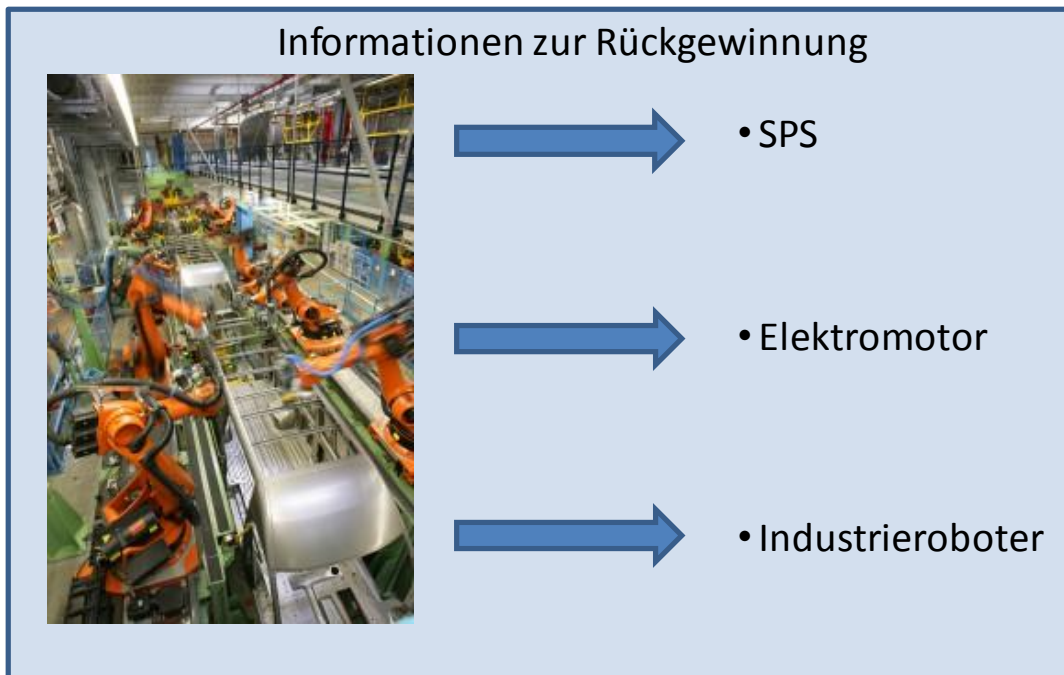 Informationen zur Rückgewinnung
• SPS
• Elektromotor
• Industrieroboter